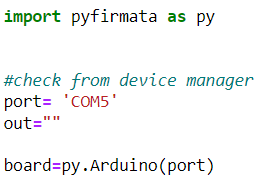 import pyfirmata as py
#check from device manager
port= 'COM5'
out=""
board=py.Arduino(port)